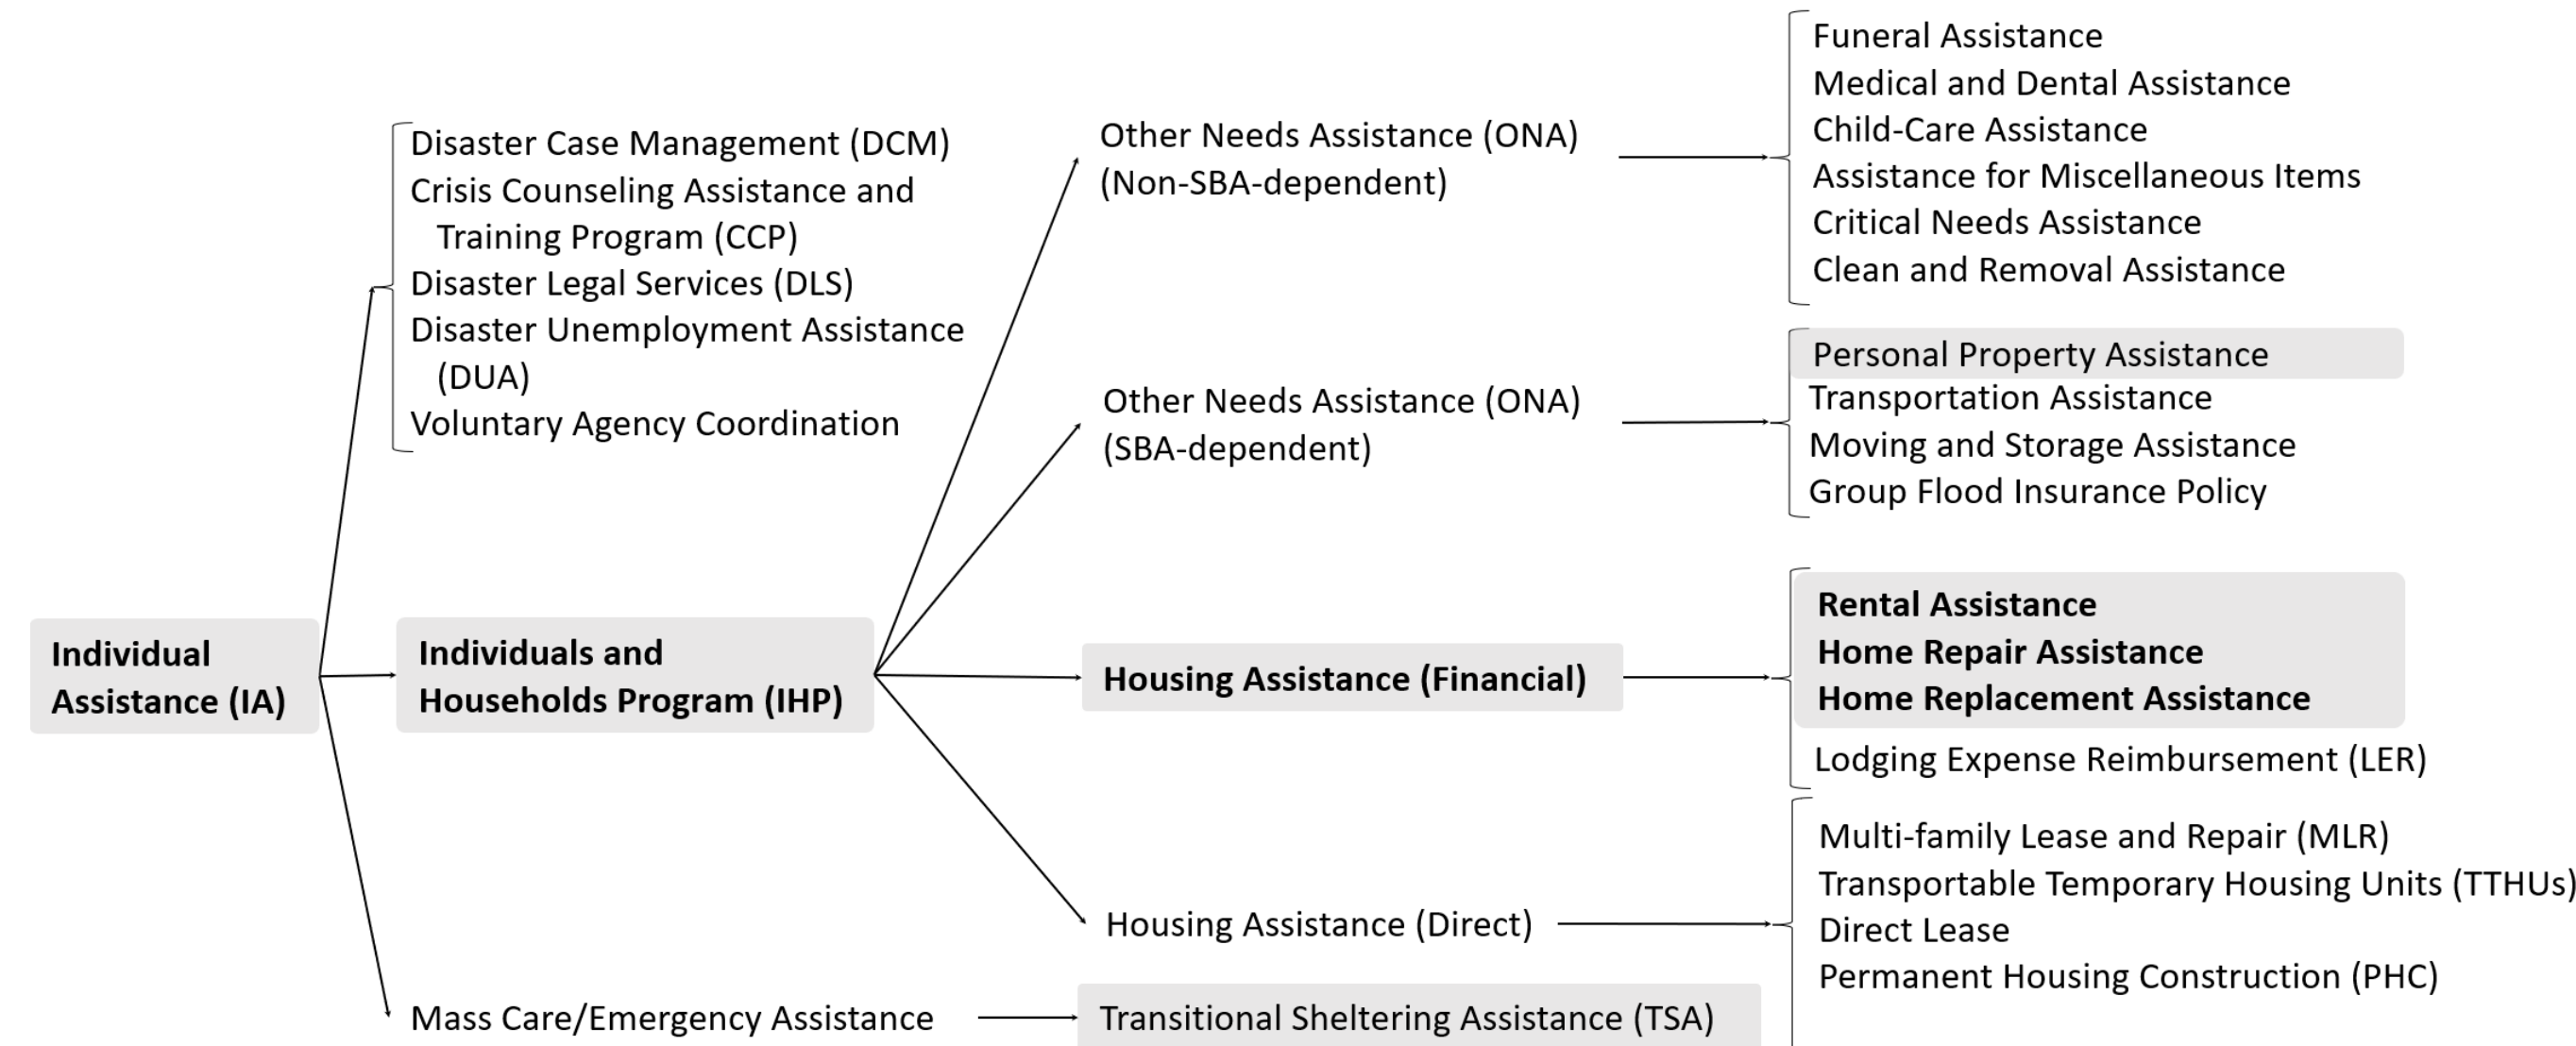 Individual
Assistance (IA)
Disaster Case Management (DCM)
Crisis Counseling Assistance and
Training Program (CCP)
Disaster Legal Services (DLS)
Disaster Unemployment Assistance
(DUA)
Voluntary Agency Coordination
Individuals and
Households Program (IHP)
Mass Care/Emergency Assistance
Other Needs Assistance (ONA)
(Non-SBA-dependent)
Other Needs Assistance (ONA)
(SBA-dependent)
Housing Assistance (Financial)
Housing Assistance (Direct)
Transitional Sheltering Assistance (TSA)
Funeral Assistance
Medical and Dental Assistance
Child-Care Assistance
Assistance for Miscellaneous Items
Critical Needs Assistance
Clean and Removal Assistance
Personal Property Assistance
Transportation Assistance
Moving and Storage Assistance
Group Flood Insurance Policy
Rental Assistance
Home Repair Assistance
Home Replacement Assistance
Lodging Expense Reimbursement (LER)
Multi-family Lease and Repair (MLR)
Transportable Temporary Housing Units (TTHUs)
Direct Lease
Permanent Housing Construction (PHC)